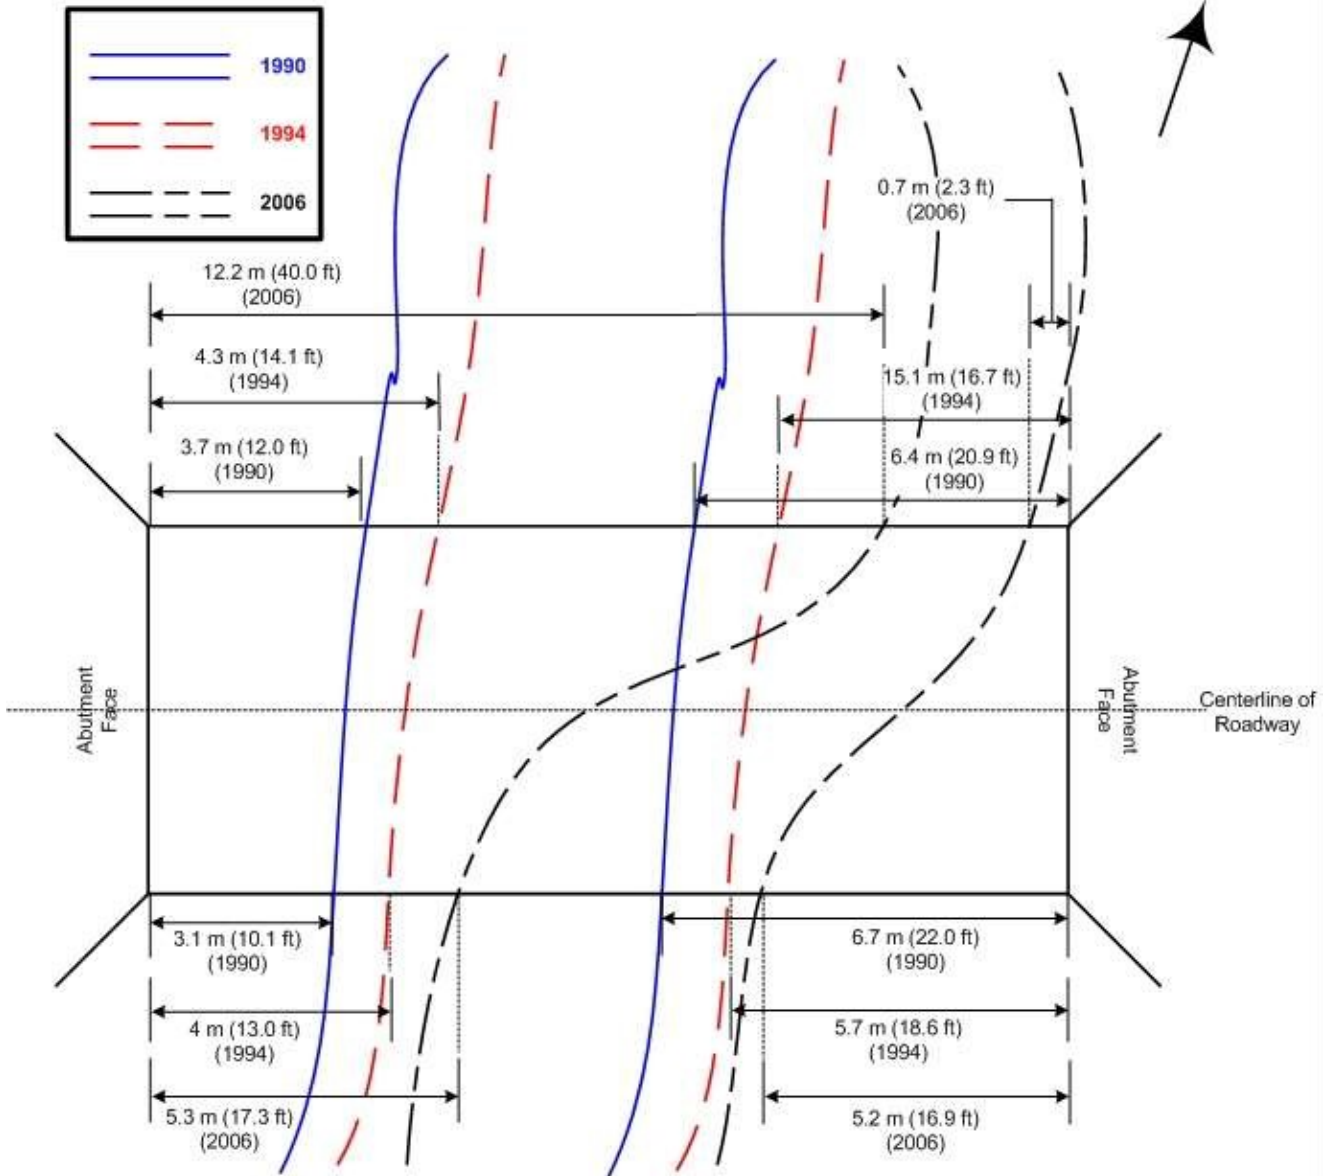 1990
1994
2006
0.7 m (2.3 ft)
(2006)
12.2 m (40.0 ft)
(2006)
4.3 m (14.1 ft)
(1994)
15.1 m (16.7 ft)
(1994)
3.7 m (12.0 ft)
(1990)
6.4 m (20.9 ft)
(1990)
Abutment
Face
Abutment
Face
Centerline of
Roadway
3.1 m (10.1 ft)
(1990)
6.7 m (22.0 ft)
(1990)
4 m (13.0 ft)
(1994)
5.7 m (18.6 ft)
(1994)
5.3 m (17.3 ft)
(2006)
5.2 m (16.9 ft)
(2006)